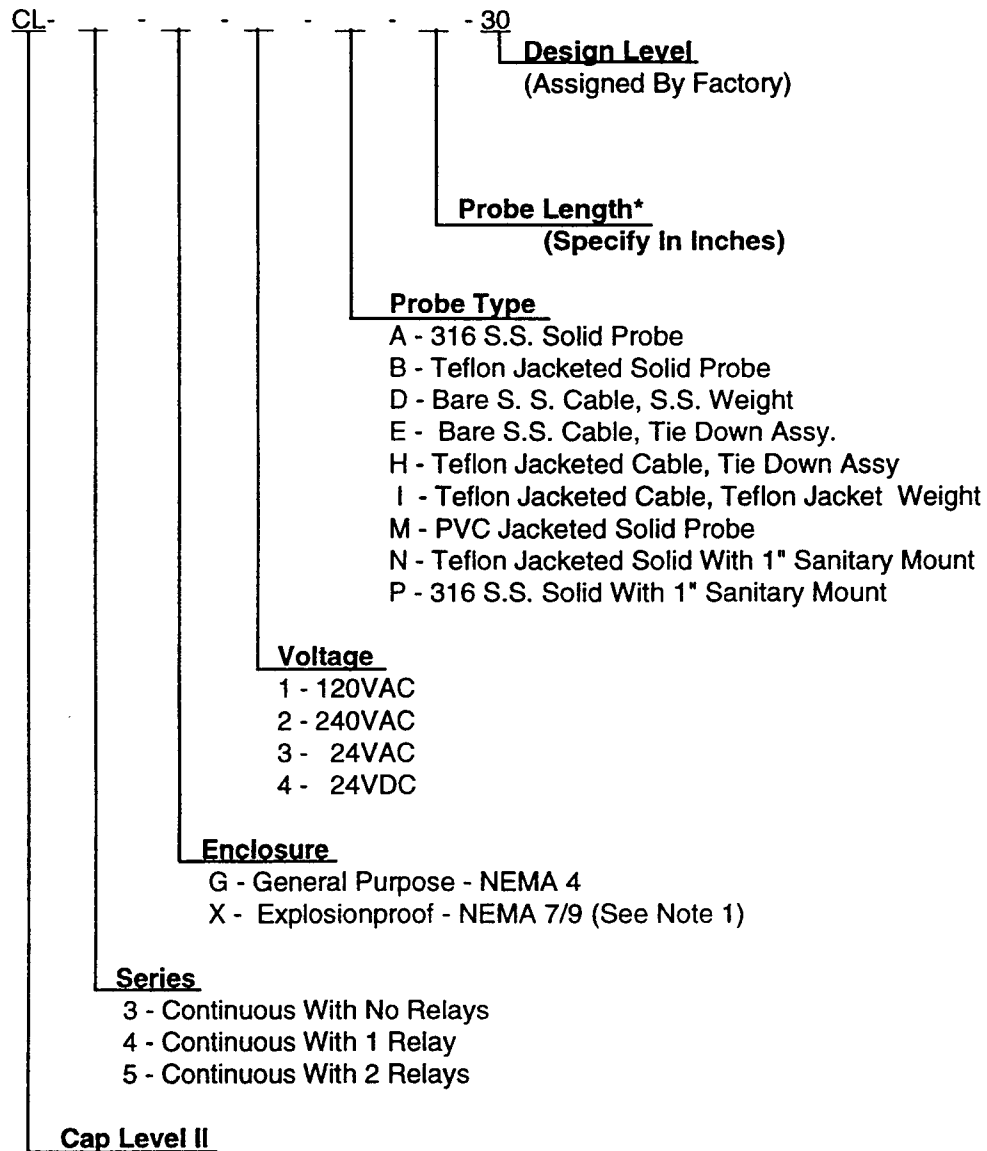 CL- - - - - - 30
Design Level
(Assigned By Factory)
Probe Length*
(Specify In Inches)
Probe Type
A - 316 S.S. Solid Probe
B - Teflon Jacketed Solid Probe
D - Bare S. S. Cable, S.S. Weight
E - Bare S.S. Cable, Tie Down Assy.
H - Teflon Jacketed Cable, Tie Down Assy
I - Teflon Jacketed Cable, Teflon Jacket Weight
M - PVC Jacketed Solid Probe
N - Teflon Jacketed Solid With 1" Sanitary Mount
P - 316 S.S. Solid With 1" Sanitary Mount
Voltage
1 - 120VAC
2 - 240VAC
3 - 24VAC
4 - 24VDC
Enclosure
G - General Purpose - NEMA 4
X - Explosionproof - NEMA 7/9 (See Note 1)
Series
3 - Continuous With No Relays
4 - Continuous With 1 Relay
5 - Continuous With 2 Relays
Cap Level II